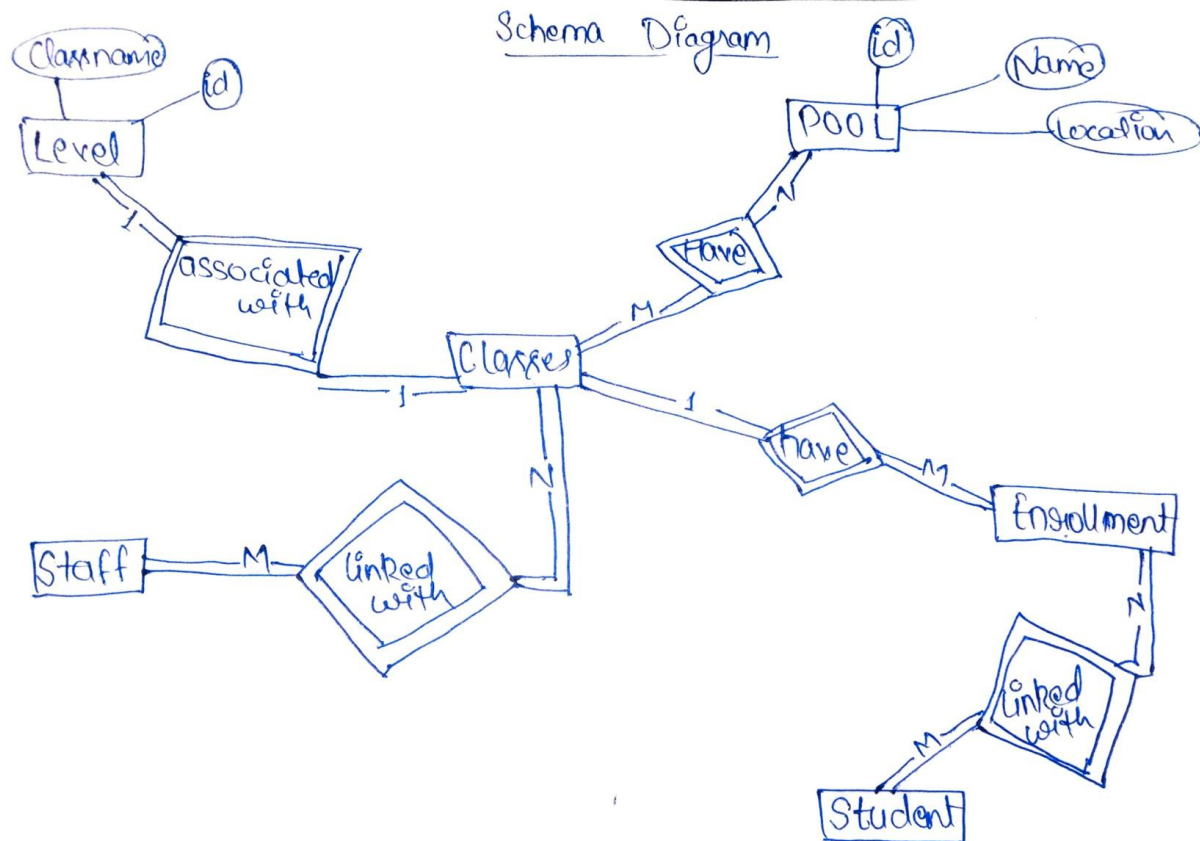 Schema Diagram
Classname
id
Level
id
Name
POOL
Location
1
associated
with
N
Have
M
Classes
1
1
have
M
Enrollment
N
Staff
M
linked
with
N
linked
with
M
Student